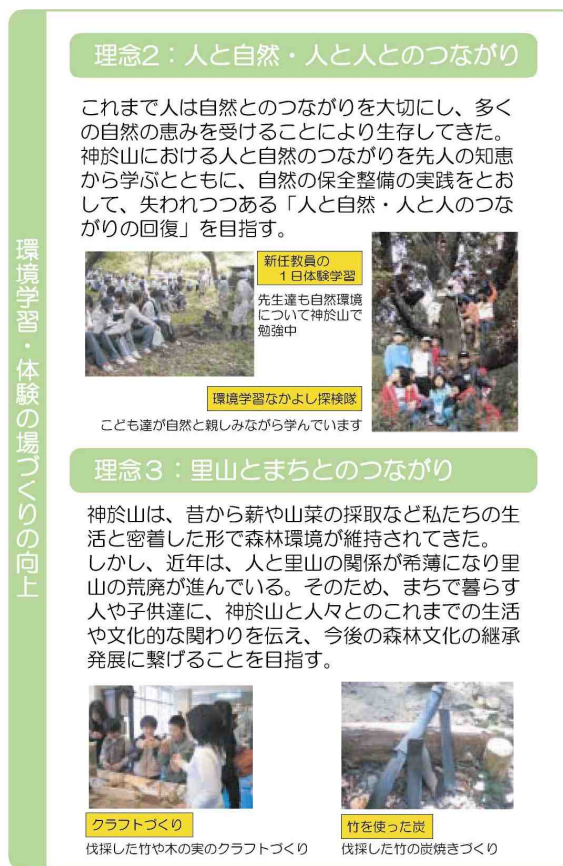 環境学習・体験の場づくりの向上
理念2：人と自然・人と人とのつながり
これまで人は自然とのつながりを大切にし、多く
の自然の恵みを受けることにより生存してきた。
神於山における人と自然のつながりを先人の知恵
から学ぶとともに、自然の保全整備の実践をとお
して、失われつつある「人と自然・人と人のつな
がりの回復」を目指す。
新任教員の
１日体験学習
先生達も自然環境
について神於山で
勉強中
環境学習なかよし探検隊
こども達が自然と親しみながら学んでいます
理念３：里山とまちとのつながり
神於山は、昔から薪や山菜の採取など私たちの生
活と密着した形で森林環境が維持されてきた。
しかし、近年は、人と里山の関係が希薄になり里
山の荒廃が進んでいる。そのため、まちで暮らす
人や子供達に、神於山と人々とのこれまでの生活
や文化的な関わりを伝え、今後の森林文化の継承
発展に繋げることを目指す。
クラフトづくり
伐採した竹や木の実のクラフトづくり
竹を使った炭
伐採した竹の炭焼きづくり